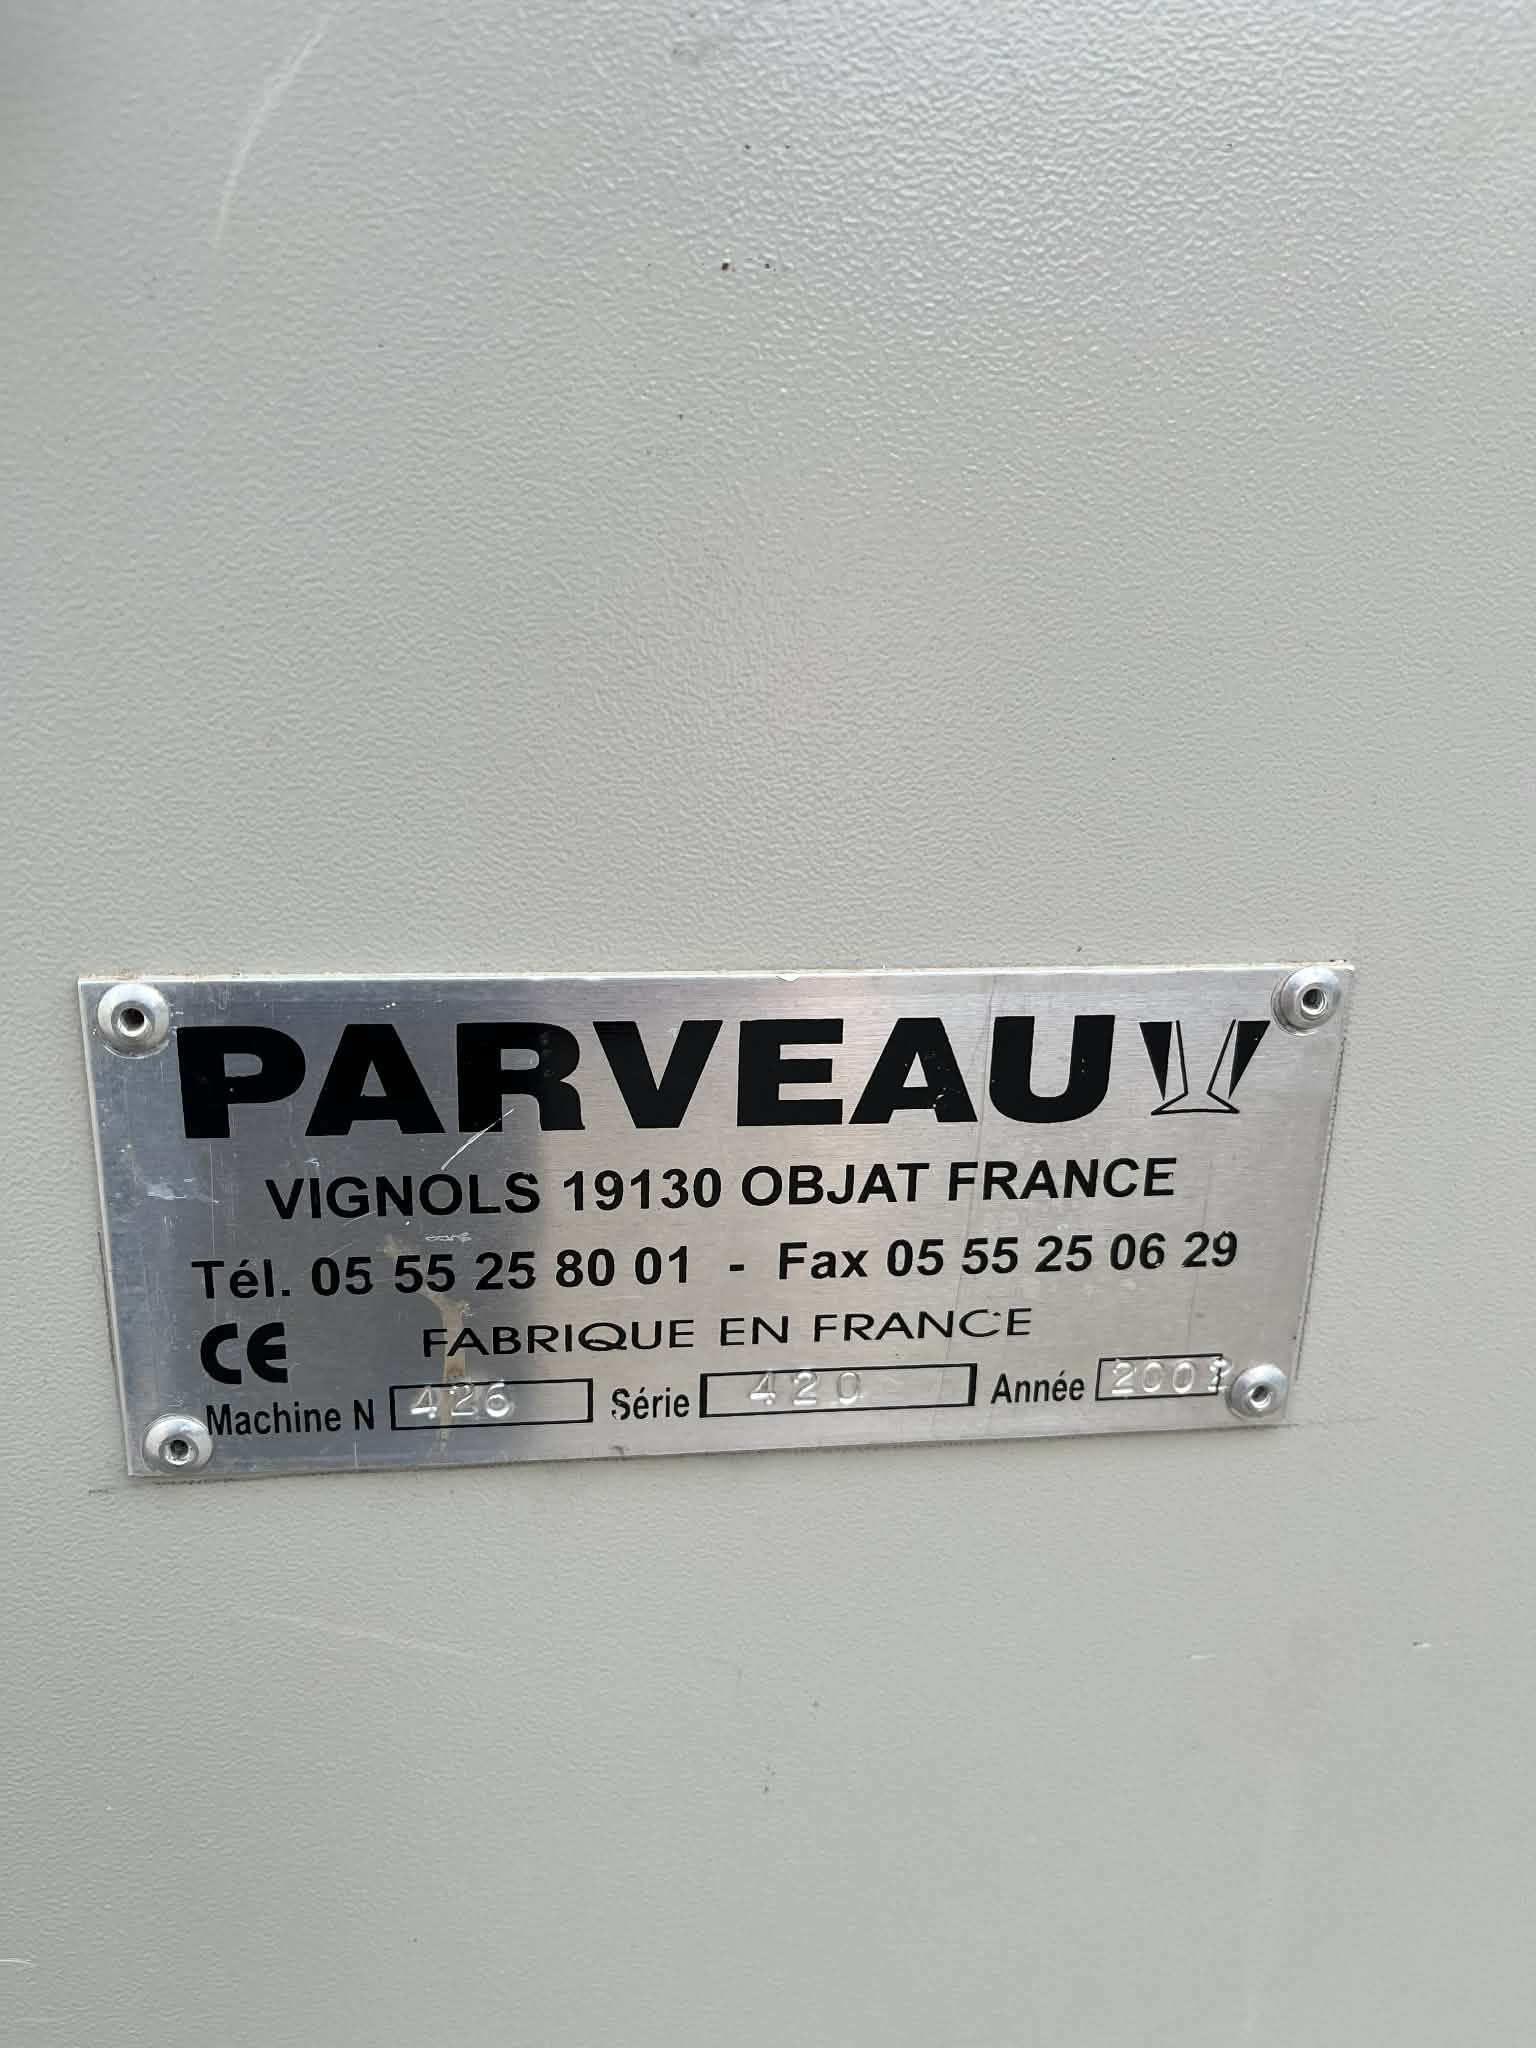 PARVEAU
VIGNOLS 19130 OBJAT FRANCE
Tél. 05 55 25 80 01 - Fax 05 55 25 06 29
CE FABRIQUE EN FRANCE
Machine N 426 Série 420 Année